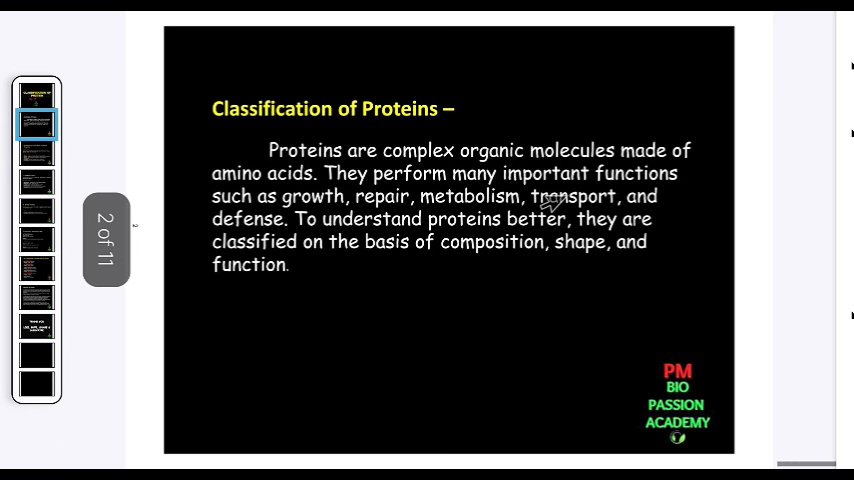 Classification of Proteins –
Proteins are complex organic molecules made of
amino acids. They perform many important functions
such as growth, repair, metabolism, transport, and
defense. To understand proteins better, they are
classified on the basis of composition, shape, and
function.
2 of 11
PM
BIO
PASSION
ACADEMY